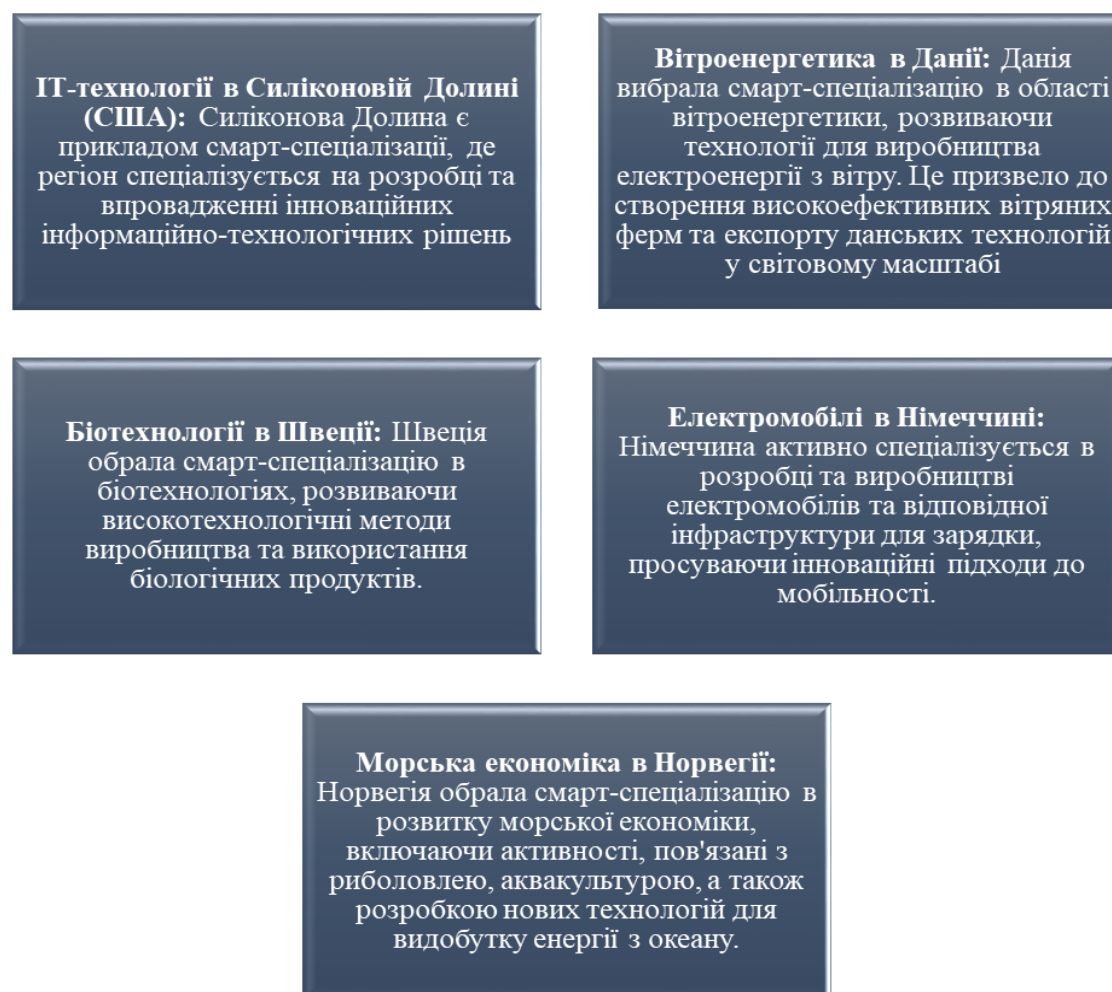 ІТ-технології в Силіконовій Долині
(США): Силіконова Долина є
прикладом смарт-спеціалізації, де
регіон спеціалізується на розробці та
впровадженні інноваційних
інформаційно-технологічних рішень
Вітроенергетика в Данії: Данія
вибрала смарт-спеціалізацію в області
вітроенергетики, розвиваючи
технології для виробництва
електроенергії з вітру. Це призвело до
створення високоефективних вітряних
ферм та експорту данських технологій
у світовому масштабі
Біотехнології в Швеції: Швеція
обрала смарт-спеціалізацію в
біотехнологіях, розвиваючи
високотехнологічні методи
виробництва та використання
біологічних продуктів.
Електромобілі в Німеччині:
Німеччина активно спеціалізується в
розробці та виробництві
електромобілів та відповідної
інфраструктури для зарядки,
просуваючи інноваційні підходи до
мобільності.
Морська економіка в Норвегії:
Норвегія обрала смарт-спеціалізацію в
розвитку морської економіки,
включаючи активності, пов'язані з
риболовлею, аквакультурою, а також
розробкою нових технологій для
видобутку енергії з океану.